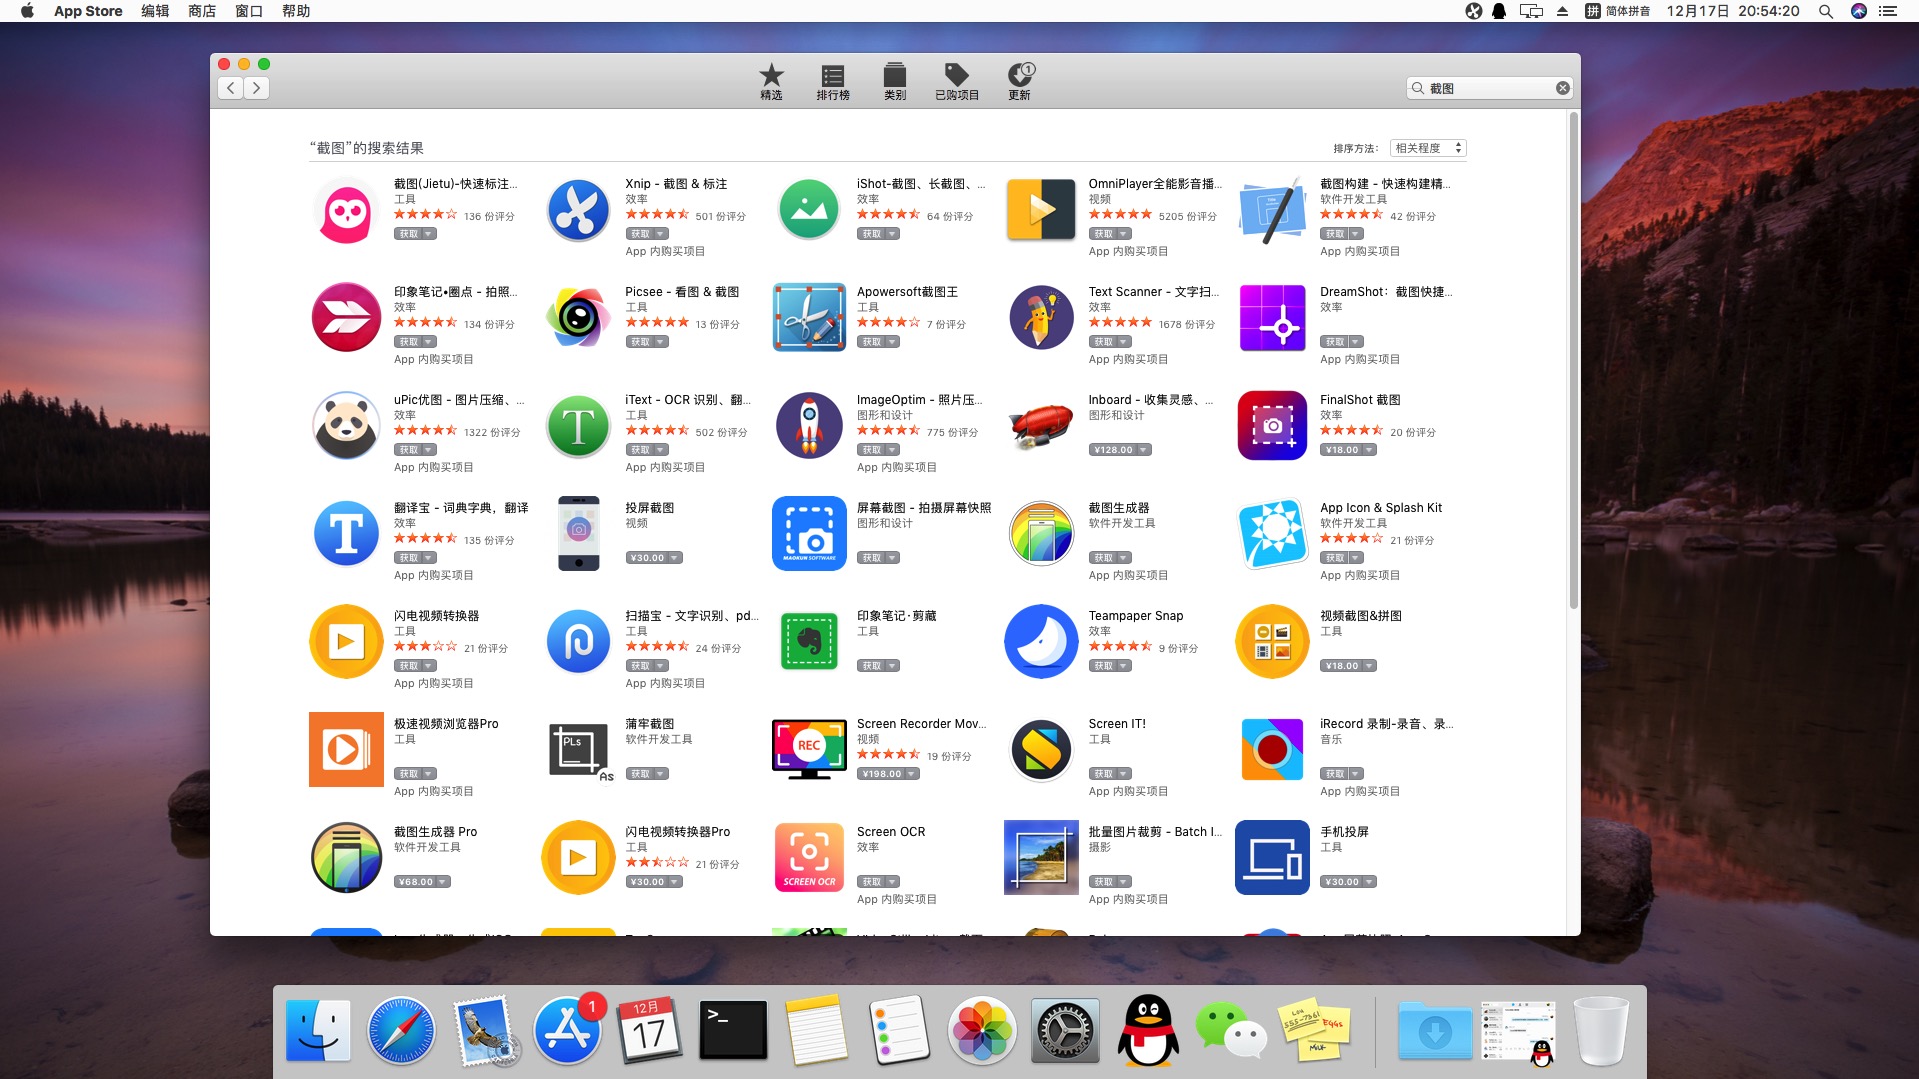 App Store 编辑 商店 窗口 帮助
拼 简体拼音 12月17日 20:54:20
精选 排行榜 类别 已购项目 更新
1
截图
“截图”的搜索结果
排序方法： 相关程度
截图(Jietu)-快速标注...
工具
136 份评分
获取
Xnip - 截图 & 标注
效率
501 份评分
获取
App 内购买项目
iShot-截图、长截图、...
效率
64 份评分
获取
OmniPlayer全能影音播...
视频
5205 份评分
获取
App 内购买项目
截图构建 - 快速构建精...
软件开发工具
42 份评分
获取
App 内购买项目
印象笔记•圈点 - 拍照...
效率
134 份评分
获取
App 内购买项目
Picsee - 看图 & 截图
工具
13 份评分
获取
Apowersoft截图王
工具
7 份评分
获取
Text Scanner - 文字扫...
效率
1678 份评分
获取
App 内购买项目
DreamShot：截图快捷...
效率
获取
App 内购买项目
uPic优图 - 图片压缩、...
效率
1322 份评分
获取
App 内购买项目
T
iText - OCR 识别、翻...
工具
502 份评分
获取
App 内购买项目
ImageOptim - 照片压...
图形和设计
775 份评分
获取
App 内购买项目
Inboard - 收集灵感、...
图形和设计
¥128.00
FinalShot 截图
效率
20 份评分
¥18.00
T
翻译宝 - 词典字典，翻译
效率
135 份评分
获取
App 内购买项目
投屏截图
视频
¥30.00
MAOKUN SOFTWARE
屏幕截图 - 拍摄屏幕快照
图形和设计
获取
截图生成器
软件开发工具
获取
App 内购买项目
App Icon & Splash Kit
软件开发工具
21 份评分
获取
App 内购买项目
闪电视频转换器
工具
21 份评分
获取
App 内购买项目
扫描宝 - 文字识别、pd...
工具
24 份评分
获取
App 内购买项目
印象笔记·剪藏
工具
获取
Teampaper Snap
效率
9 份评分
获取
视频截图&拼图
工具
¥18.00
极速视频浏览器Pro
工具
获取
App 内购买项目
PLs
As
蒲牢截图
软件开发工具
获取
REC
Screen Recorder Mov...
视频
19 份评分
¥198.00
Screen IT!
工具
获取
App 内购买项目
iRecord 录制-录音、录...
音乐
获取
App 内购买项目
截图生成器 Pro
软件开发工具
¥68.00
闪电视频转换器Pro
工具
21 份评分
¥30.00
SCREEN OCR
Screen OCR
效率
获取
App 内购买项目
批量图片裁剪 - Batch I...
摄影
获取
App 内购买项目
手机投屏
工具
¥30.00
1
12月
17
>_
555-7361
EGGS
MILK